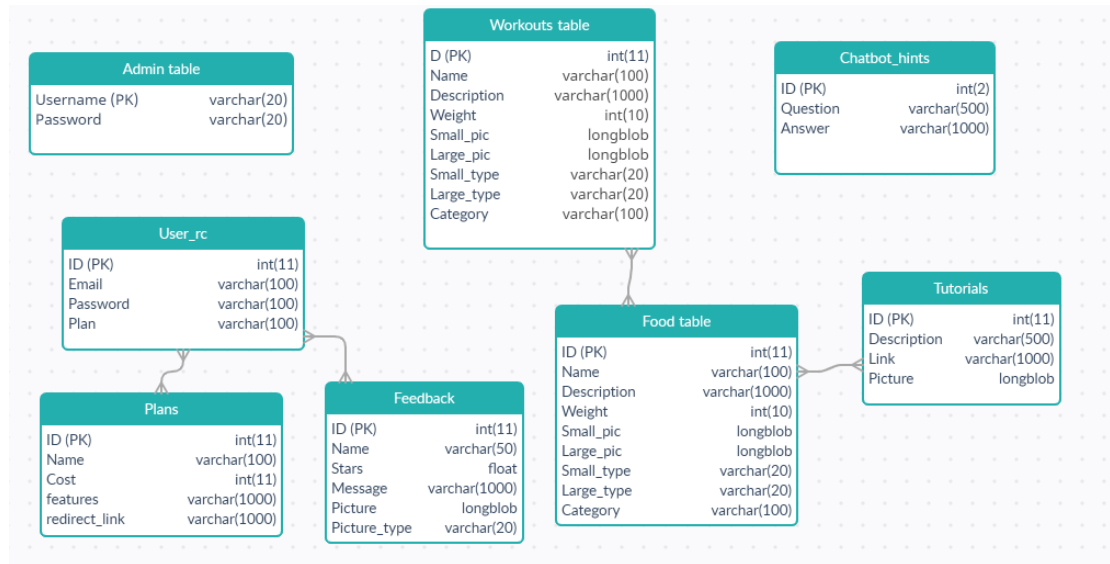 Admin table
Username (PK) varchar(20)
Password varchar(20)
Workouts table
D (PK) int(11)
Name varchar(100)
Description varchar(1000)
Weight int(10)
Small_pic longblob
Large_pic longblob
Small_type varchar(20)
Large_type varchar(20)
Category varchar(100)
Chatbot_hints
ID (PK) int(2)
Question varchar(500)
Answer varchar(1000)
User_rc
ID (PK) int(11)
Email varchar(100)
Password varchar(100)
Plan varchar(100)
Plans
ID (PK) int(11)
Name varchar(100)
Cost int(11)
features varchar(1000)
redirect_link varchar(1000)
Feedback
ID (PK) int(11)
Name varchar(50)
Stars float
Message varchar(1000)
Picture longblob
Picture_type varchar(20)
Food table
ID (PK) int(11)
Name varchar(100)
Description varchar(1000)
Weight int(10)
Small_pic longblob
Large_pic longblob
Small_type varchar(20)
Large_type varchar(20)
Category varchar(100)
Tutorials
ID (PK) int(11)
Description varchar(500)
Link varchar(1000)
Picture longblob